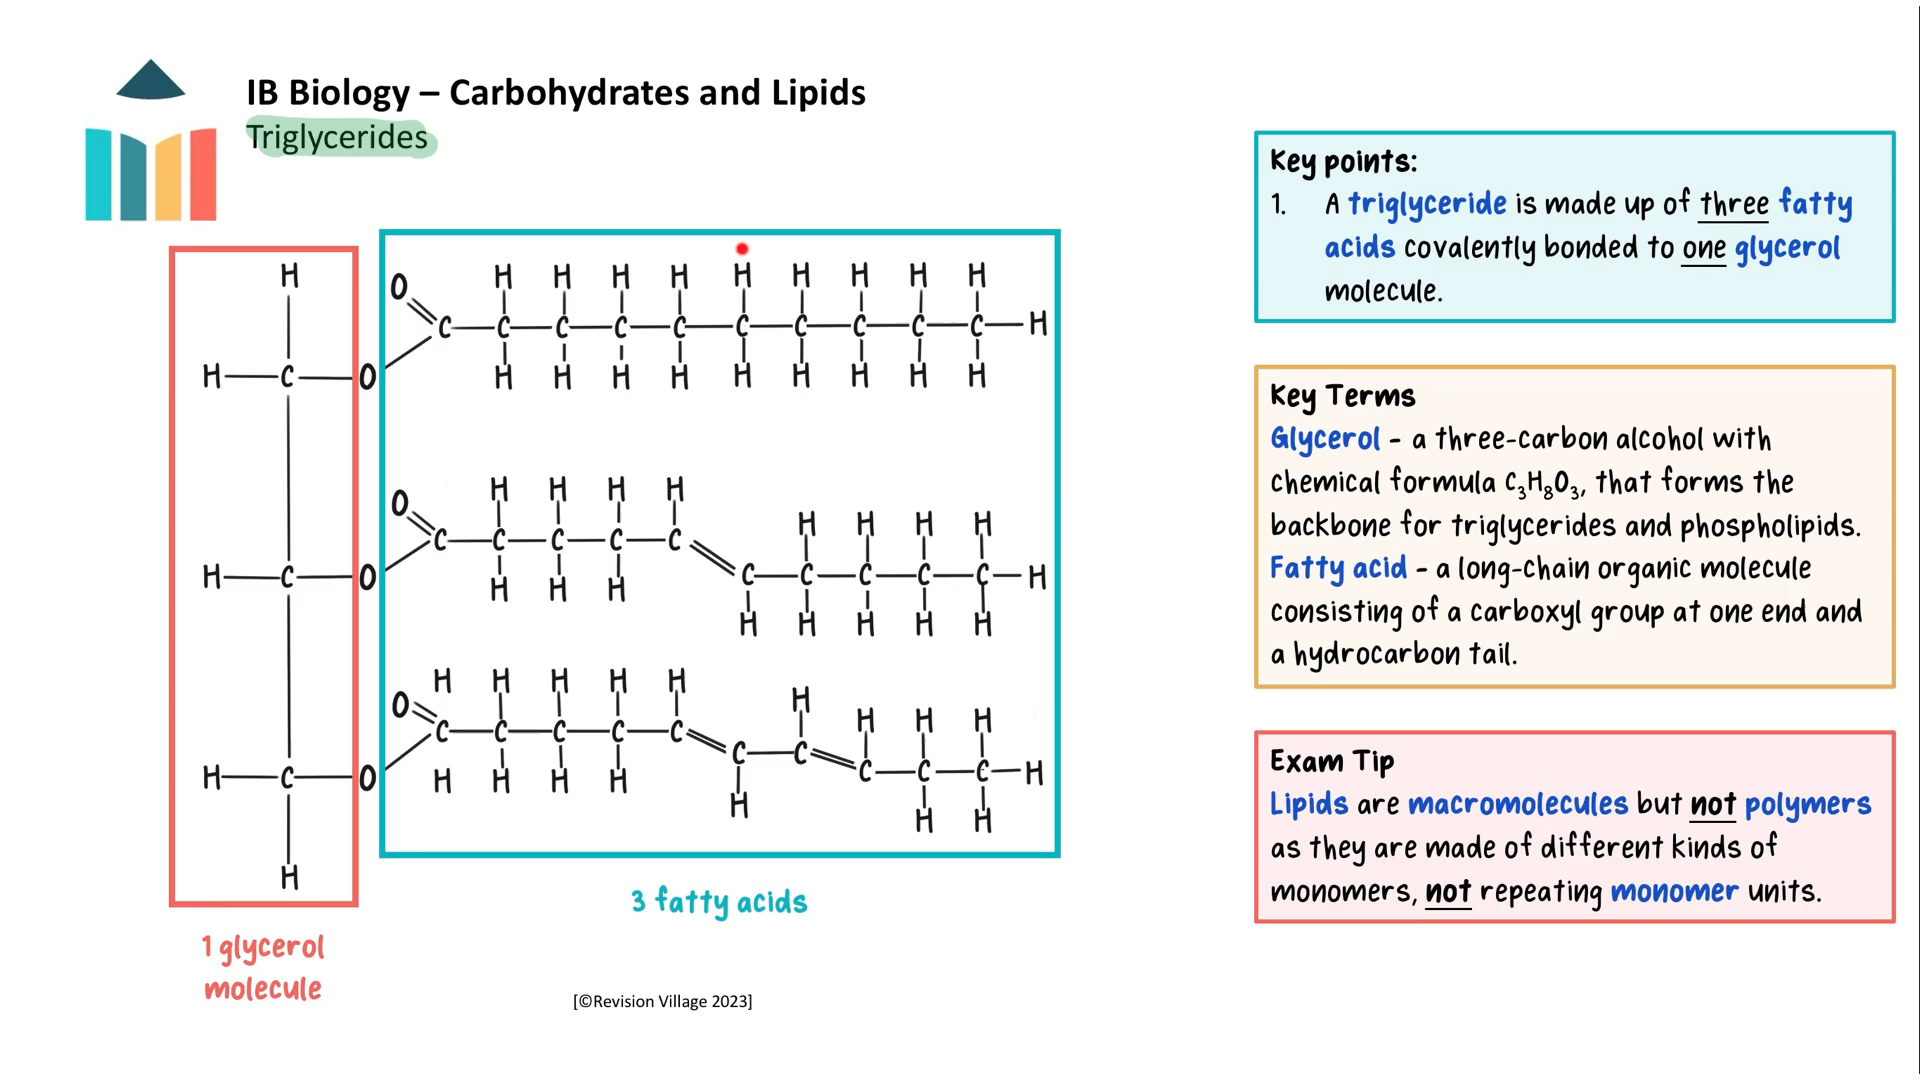 IB Biology – Carbohydrates and Lipids
Triglycerides
H
O H H H H H H H H H
C C C C C C C C C C H
H C O H H H H H H H H H
O H H H H
C C C C C H H H H
H C O H H H C C C C C H
H H H H H
H H H H H
O H H H H
C C C C C C C C C C H
H C O H H H H H H H
H
1 glycerol
molecule
3 fatty acids
[©Revision Village 2023]
Key points:
1. A triglyceride is made up of three fatty
acids covalently bonded to one glycerol
molecule.
Key Terms
Glycerol - a three-carbon alcohol with
chemical formula C₃H₈O₃, that forms the
backbone for triglycerides and phospholipids.
Fatty acid - a long-chain organic molecule
consisting of a carboxyl group at one end and
a hydrocarbon tail.
Exam Tip
Lipids are macromolecules but not polymers
as they are made of different kinds of
monomers, not repeating monomer units.